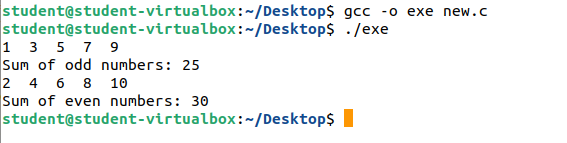 student@student-virtualbox:~/Desktop$ gcc -o exe new.c
student@student-virtualbox:~/Desktop$ ./exe
1  3  5  7  9
Sum of odd numbers: 25
2  4  6  8  10
Sum of even numbers: 30
student@student-virtualbox:~/Desktop$